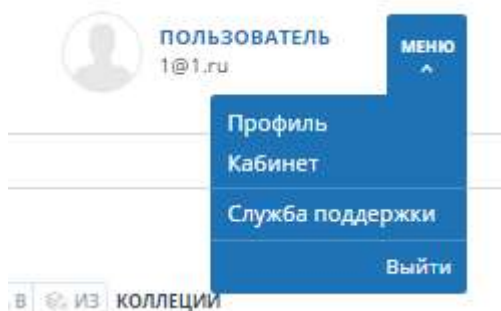 ПОЛЬЗОВАТЕЛЬ
1@1.ru
МЕНЮ
Профиль
Кабинет
Служба поддержки
Выйти
В ИЗ КОЛЛЕЦИИ